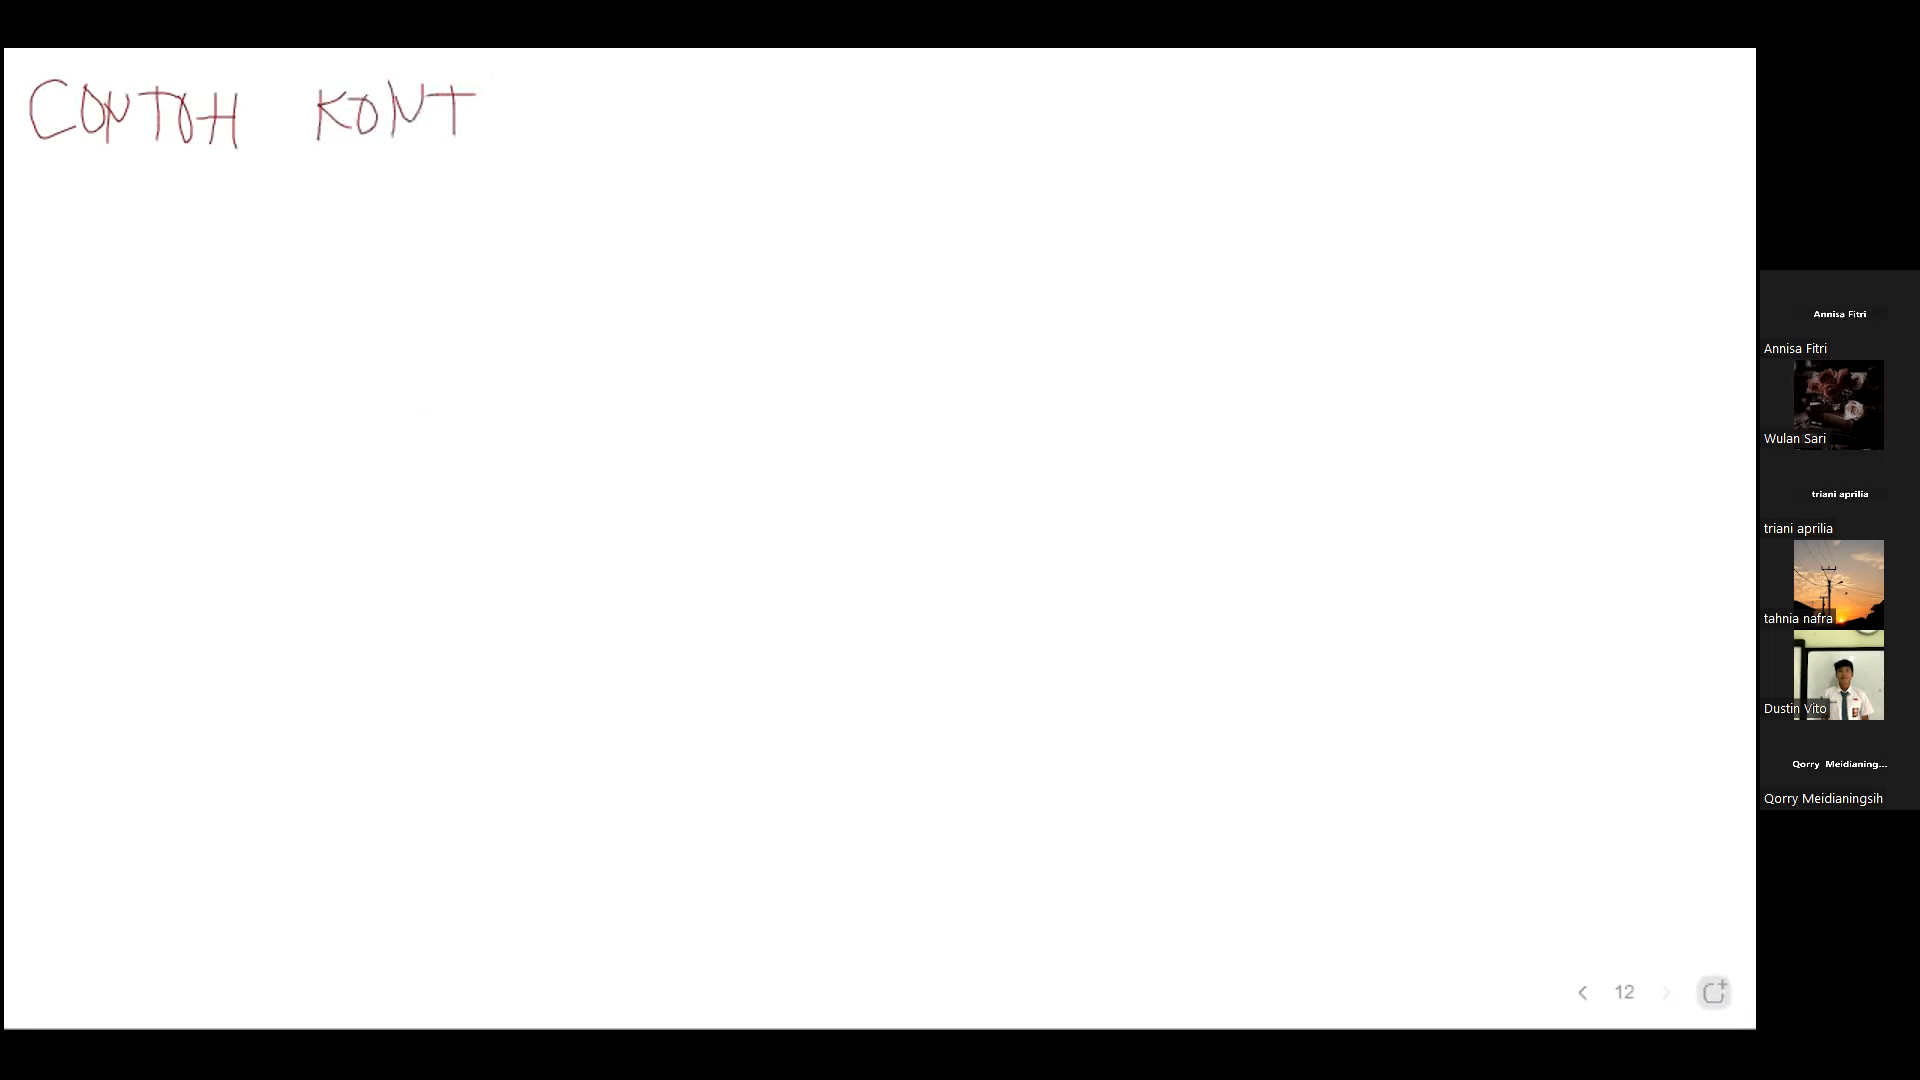 CONTOH KONT
Annisa Fitri
Annisa Fitri
Wulan Sari
triani aprilia
triani aprilia
tahnia nafra
Dustin Vito
Qorry Meidianing...
Qorry Meidianingsih
12